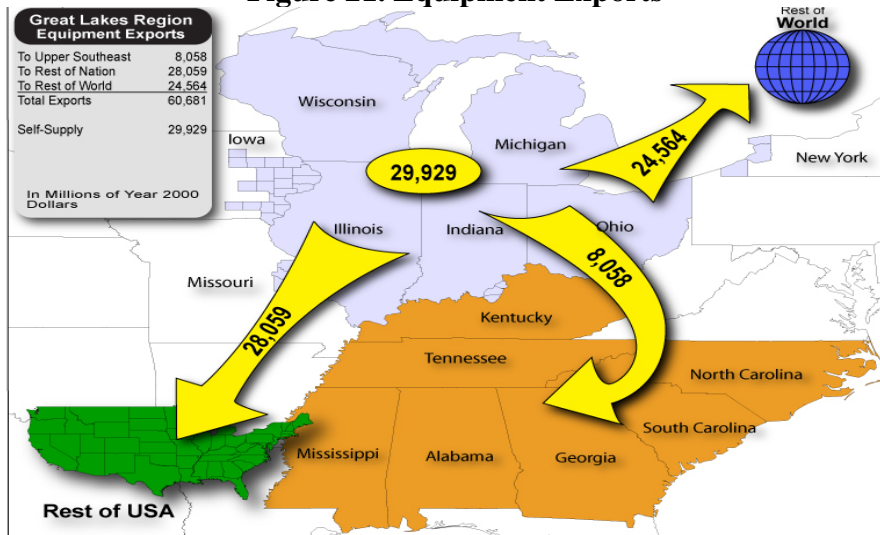 Figure Equipment Exports
Great Lakes Region
Equipment Exports
To Upper Southeast 8,058
To Rest of Nation 28,059
To Rest of World 24,564
Total Exports 60,681
Self-Supply 29,929
In Millions of Year 2000
Dollars
Rest of
World
Wisconsin
Michigan
Iowa
New York
29,929
24,564
Illinois
Indiana
Ohio
8,058
Missouri
28,059
Kentucky
Tennessee
North Carolina
South Carolina
Mississippi
Alabama
Georgia
Rest of USA